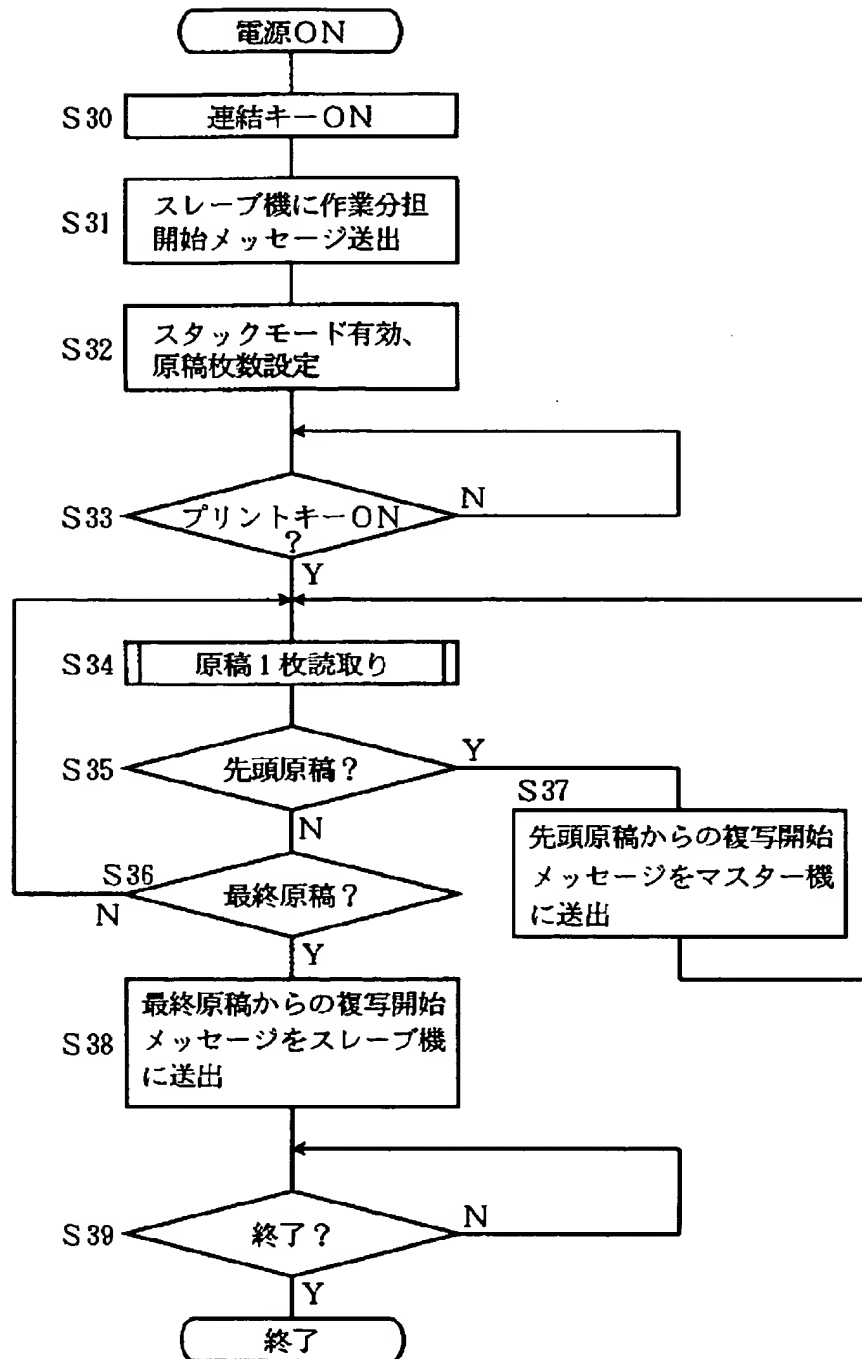 電源ON
S30
連結キーON
S31
スレーブ機に作業分担
開始メッセージ送出
S32
スタックモード有効、
原稿枚数設定
S33
プリントキーON
?
N
Y
S34
原稿1枚読取り
S35
先頭原稿?
Y
N
S37
先頭原稿からの複写開始
メッセージをマスター機
に送出
S36
最終原稿?
N
Y
S38
最終原稿からの複写開始
メッセージをスレーブ機
に送出
S39
終了?
N
Y
終了